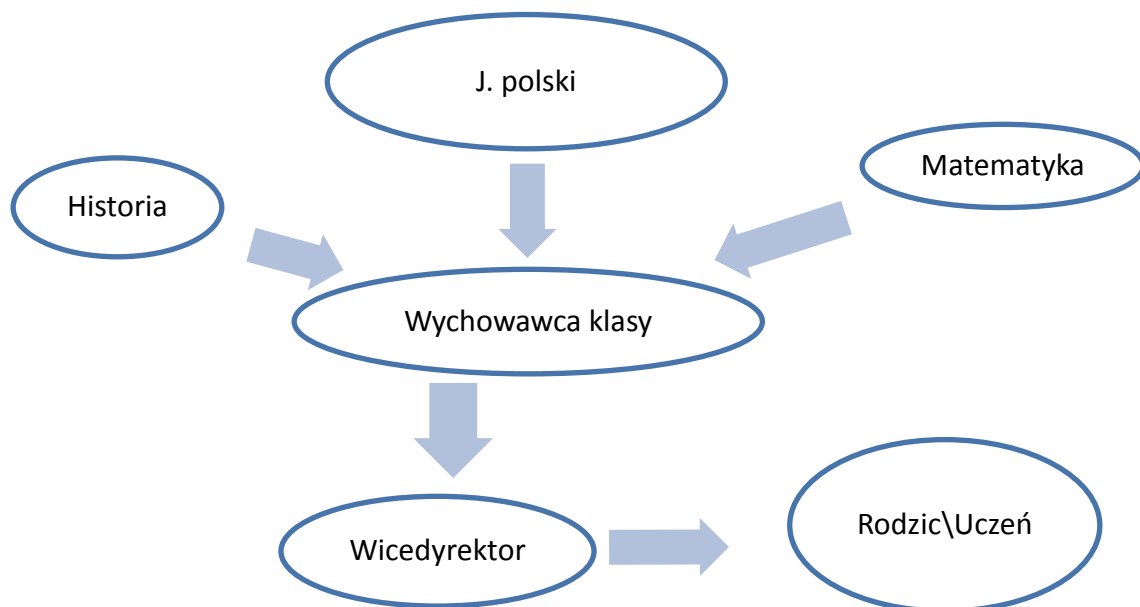 J. polski
Historia
Matematyka
Wychowawca klasy
Wicedyrektor
Rodzic\Uczeń